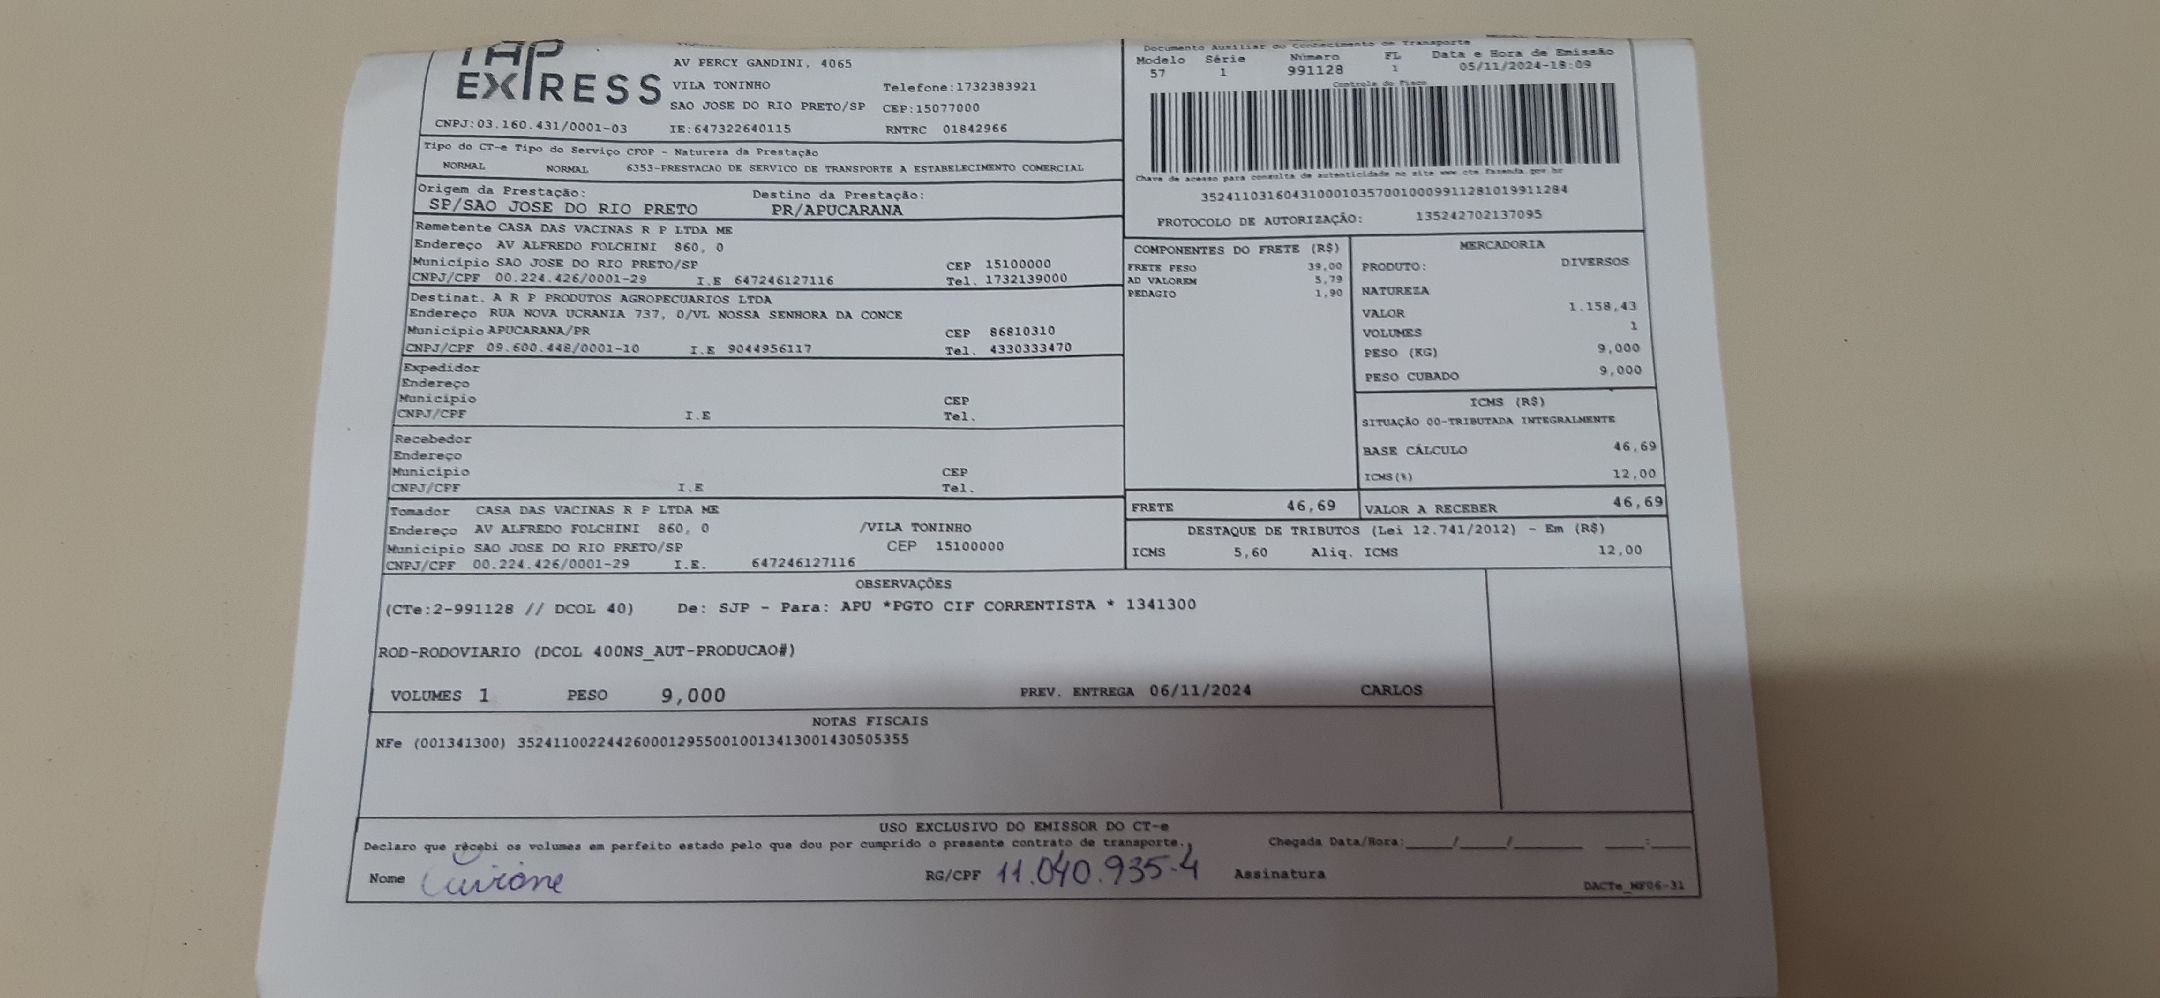 TAP
EXPRESS
AV PERCY GANDINI, 4065
VILA TONINHO
Telefone:1732383921
SAO JOSE DO RIO PRETO/SP CEP:15077000
CNPJ:03.160.431/0001-03 IE:647322640115 RNTRC 01842966
Documento Auxiliar do Conhecimento de Transporte
Modelo Série Número FL Data e Hora de Emissão
57 1 991128 1 05/11/2024-18:09
Controle do Fisco
Chave de acesso para consulta de autenticidade no site www.cte.fazenda.gov.br
35241103160431000103570010009911281019911284
PROTOCOLO DE AUTORIZAÇÃO: 135242702137095
Tipo do CT-e Tipo do Serviço CFOP - Natureza da Prestação
NORMAL NORMAL 6353-PRESTACAO DE SERVICO DE TRANSPORTE A ESTABELECIMENTO COMERCIAL
Origem da Prestação: Destino da Prestação:
SP/SAO JOSE DO RIO PRETO PR/APUCARANA
Remetente CASA DAS VACINAS R P LTDA ME
Endereço AV ALFREDO FOLCHINI 860, 0
Município SAO JOSE DO RIO PRETO/SP CEP 15100000
CNPJ/CPF 00.224.426/0001-29 I.E 647246127116 Tel. 1732139000
Destinat. A R P PRODUTOS AGROPECUARIOS LTDA
Endereço RUA NOVA UCRANIA 737, 0/VL NOSSA SENHORA DA CONCE
Município APUCARANA/PR CEP 86810310
CNPJ/CPF 09.600.448/0001-10 I.E 9044956117 Tel. 4330333470
Expedidor
Endereço
Município CEP
CNPJ/CPF I.E Tel.
Recebedor
Endereço
Município CEP
CNPJ/CPF I.E Tel.
Tomador CASA DAS VACINAS R P LTDA ME
Endereço AV ALFREDO FOLCHINI 860, 0 /VILA TONINHO
Município SAO JOSE DO RIO PRETO/SP CEP 15100000
CNPJ/CPF 00.224.426/0001-29 I.E. 647246127116
COMPONENTES DO FRETE (R$)
FRETE PESO 39,00
AD VALOREM 5,79
PEDAGIO 1,90
MERCADORIA
PRODUTO: DIVERSOS
NATUREZA
VALOR 1.158,43
VOLUMES 1
PESO (KG) 9,000
PESO CUBADO 9,000
ICMS (R$)
SITUAÇÃO 00-TRIBUTADA INTEGRALMENTE
BASE CÁLCULO 46,69
ICMS(%) 12,00
FRETE 46,69 VALOR A RECEBER 46,69
DESTAQUE DE TRIBUTOS (Lei 12.741/2012) - Em (R$)
ICMS 5,60 Aliq. ICMS 12,00
OBSERVAÇÕES
(CTe:2-991128 // DCOL 40) De: SJP - Para: APU *PGTO CIF CORRENTISTA * 1341300
ROD-RODOVIARIO (DCOL 400NS_AUT-PRODUCAO#)
VOLUMES 1 PESO 9,000 PREV. ENTREGA 06/11/2024 CARLOS
NOTAS FISCAIS
NFe (001341300) 35241100224426000129550010013413001430505355
USO EXCLUSIVO DO EMISSOR DO CT-e
Declaro que recebi os volumes em perfeito estado pelo que dou por cumprido o presente contrato de transporte. Chegada Data/Hora:_____/_____/_______ ____:____
Nome RG/CPF 11.040.935-4 Assinatura
DACTe_MF06-31